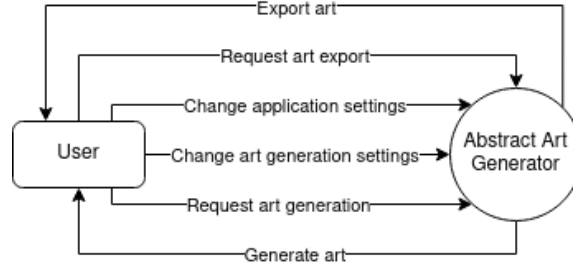 Export art
Request art export
Change application settings
User
Change art generation settings
Abstract Art
Generator
Request art generation
Generate art